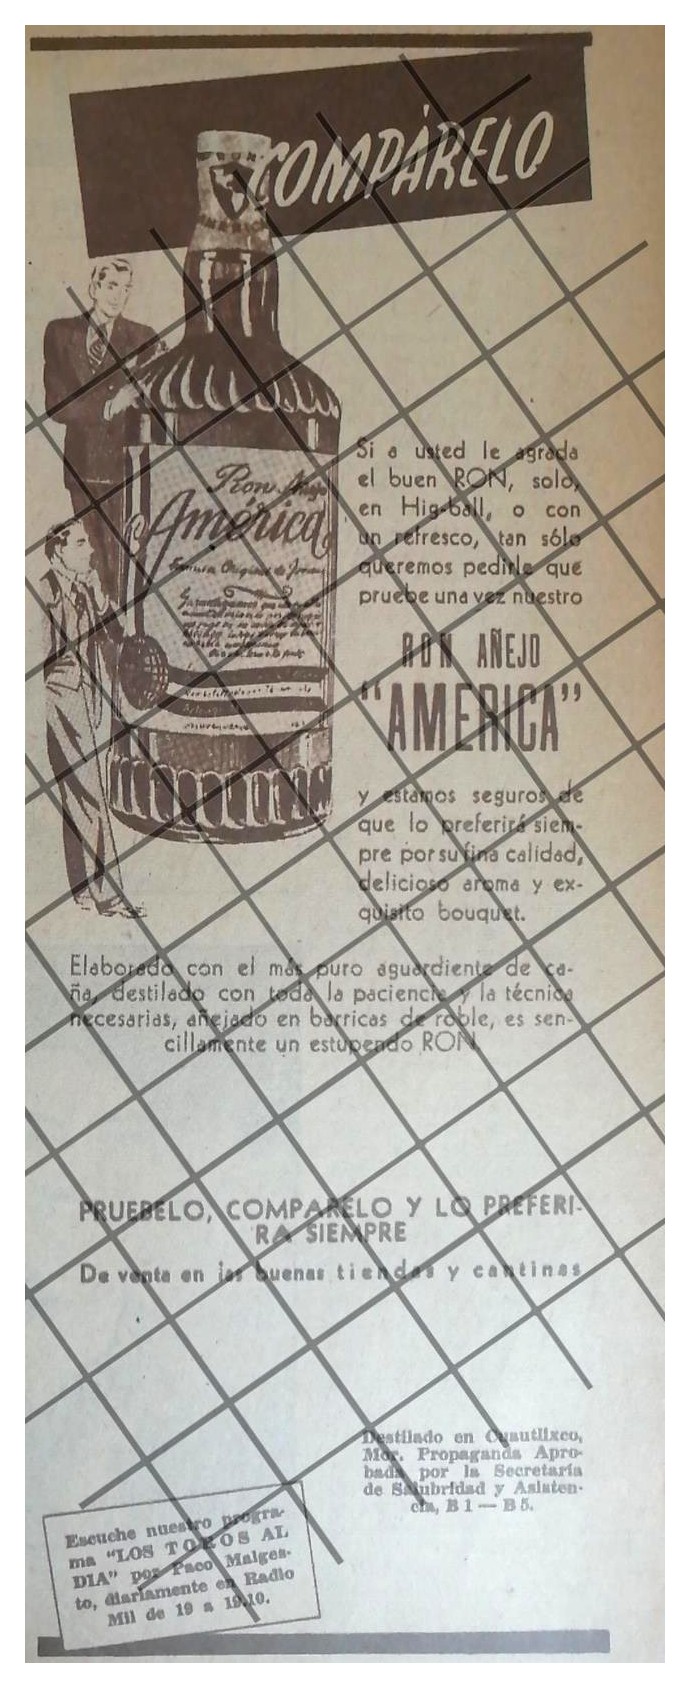 COMPÁRELO
RON
AMERICA
Ron Añejo
América
Si a usted le agrada
el buen RON, solo,
en Hig-ball, o con
un refresco, tan sólo
queremos pedirle que
pruebe una vez nuestro
RON AÑEJO
"AMERICA"
y estamos seguros de
que lo preferirá siem-
pre por su fina calidad,
delicioso aroma y ex-
quisito bouquet.
Elaborado con el más puro aguardiente de ca-
ña, destilado con toda la paciencia y la técnica
necesarias, añejado en barricas de roble, es sen-
cillamente un estupendo RON.
PRUEBELO, COMPARELO Y LO PREFERI-
RA SIEMPRE
De venta en las buenas tiendas y cantinas
Destilado en Cuautlixco,
Mor. Propaganda Apro-
bada por la Secretaría
de Salubridad y Asisten-
cia, B 1 — B 5.
Escuche nuestro progra-
ma "LOS TOROS AL
DIA" por Paco Malges-
to, diariamente en Radio
Mil de 19 a 19.10.